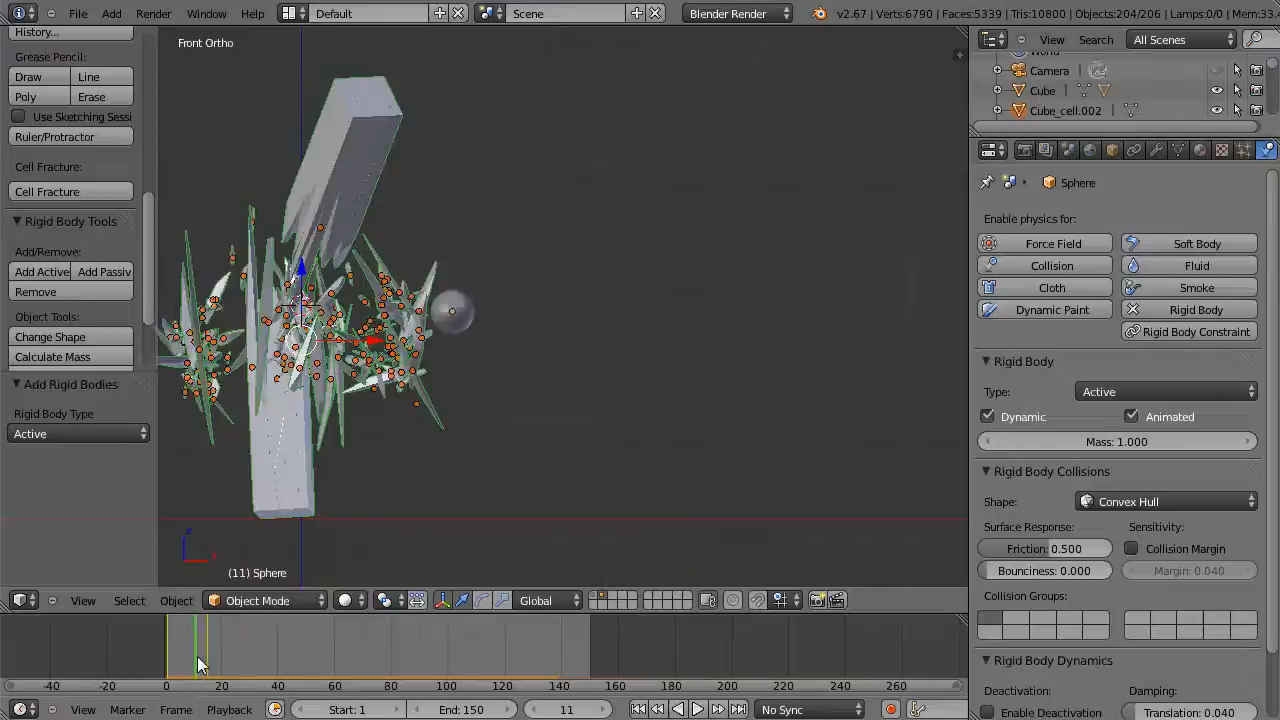 File Add Render Window Help Default Scene Blender Render v2.67 | Verts:6790 | Faces:5339 | Tris:10800 | Objects:204/206 | Lamps:0/0 | Mem:33.
History...
Grease Pencil:
Draw Line
Poly Erase
Use Sketching Sessi
Ruler/Protractor
Cell Fracture:
Cell Fracture
Rigid Body Tools
Add/Remove:
Add Active Add Passiv
Remove
Object Tools:
Change Shape
Calculate Mass
Add Rigid Bodies
Rigid Body Type
Active
Front Ortho
(11) Sphere
View Search All Scenes
World
Camera
Cube
Cube_cell.002
Sphere
Enable physics for:
Force Field Soft Body
Collision Fluid
Cloth Smoke
Dynamic Paint Rigid Body
Rigid Body Constraint
Rigid Body
Type: Active
Dynamic Animated
Mass: 1.000
Rigid Body Collisions
Shape: Convex Hull
Surface Response: Sensitivity:
Friction: 0.500 Collision Margin
Bounciness: 0.000 Margin: 0.040
Collision Groups:
Rigid Body Dynamics
Deactivation: Damping:
Enable Deactivation Translation: 0.040
View Select Object Object Mode Global
-40 -20 0 20 40 60 80 100 120 140 160 180 200 220 240 260
View Marker Frame Playback Start: 1 End: 150 11 No Sync